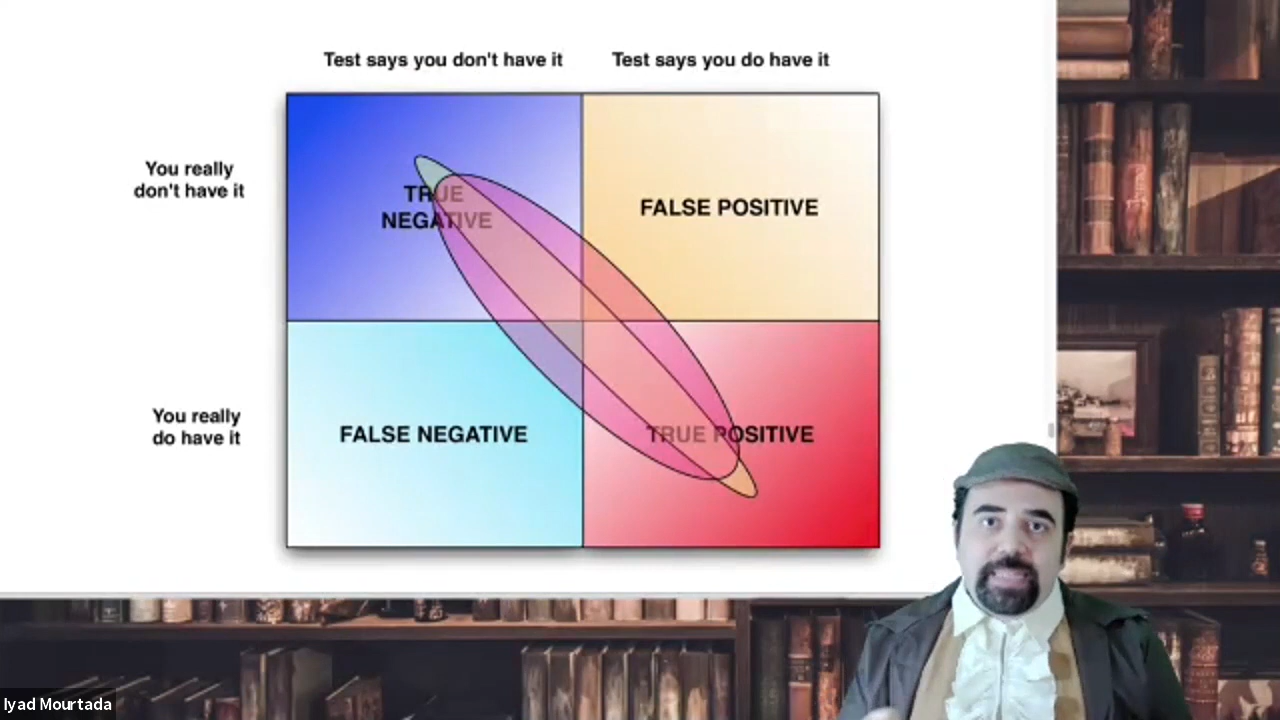 Test says you don't have it
Test says you do have it
You really
don't have it
TRUE
NEGATIVE
FALSE POSITIVE
You really
do have it
FALSE NEGATIVE
TRUE POSITIVE
Iyad Mourtada